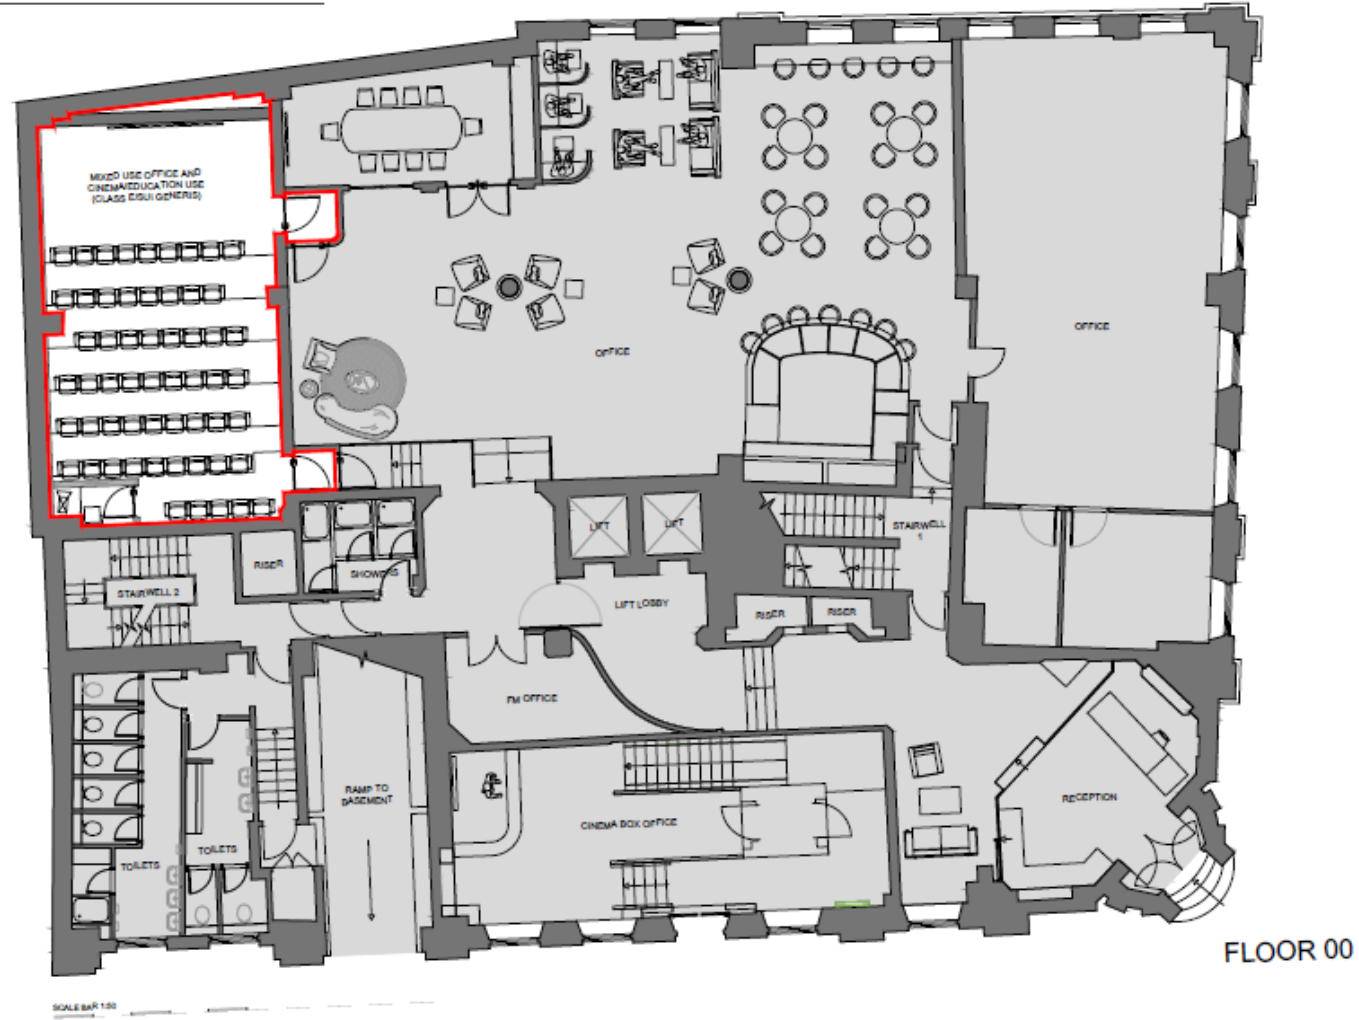 MIXED USE OFFICE AND
CINEMA/EDUCATION USE
(CLASS E/SUI GENERIS)
OFFICE
OFFICE
LIFT
LIFT
STAIRWELL
1
RISER
SHOWERS
STAIRWELL 2
LIFT LOBBY
RISER
RISER
FM OFFICE
RAMP TO
BASEMENT
CINEMA BOX OFFICE
RECEPTION
TOILETS
TOILETS
FLOOR 00
SCALE BAR 1:50